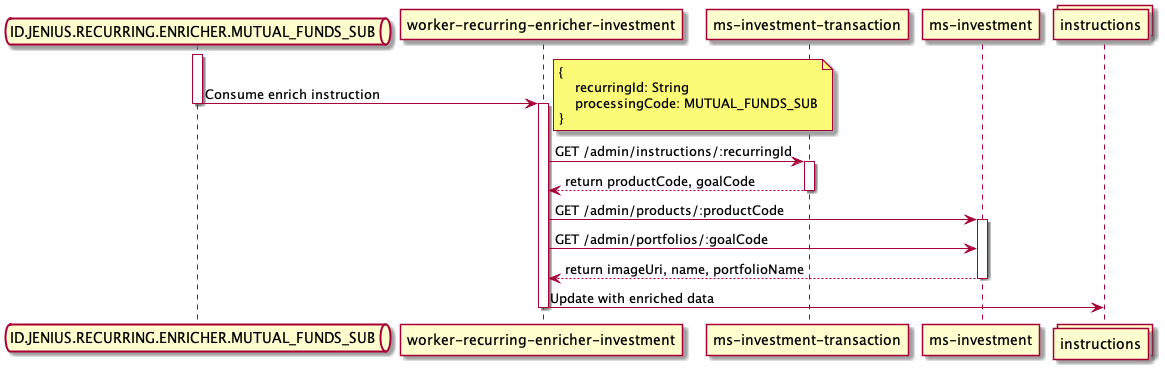 ID.JENIUS.RECURRING.ENRICHER.MUTUAL_FUNDS_SUB
worker-recurring-enricher-investment
ms-investment-transaction
ms-investment
instructions
{
recurringId: String
processingCode: MUTUAL_FUNDS_SUB
}
Consume enrich instruction
GET /admin/instructions/:recurringId
return productCode, goalCode
GET /admin/products/:productCode
GET /admin/portfolios/:goalCode
return imageUri, name, portfolioName
Update with enriched data
ID.JENIUS.RECURRING.ENRICHER.MUTUAL_FUNDS_SUB
worker-recurring-enricher-investment
ms-investment-transaction
ms-investment
instructions